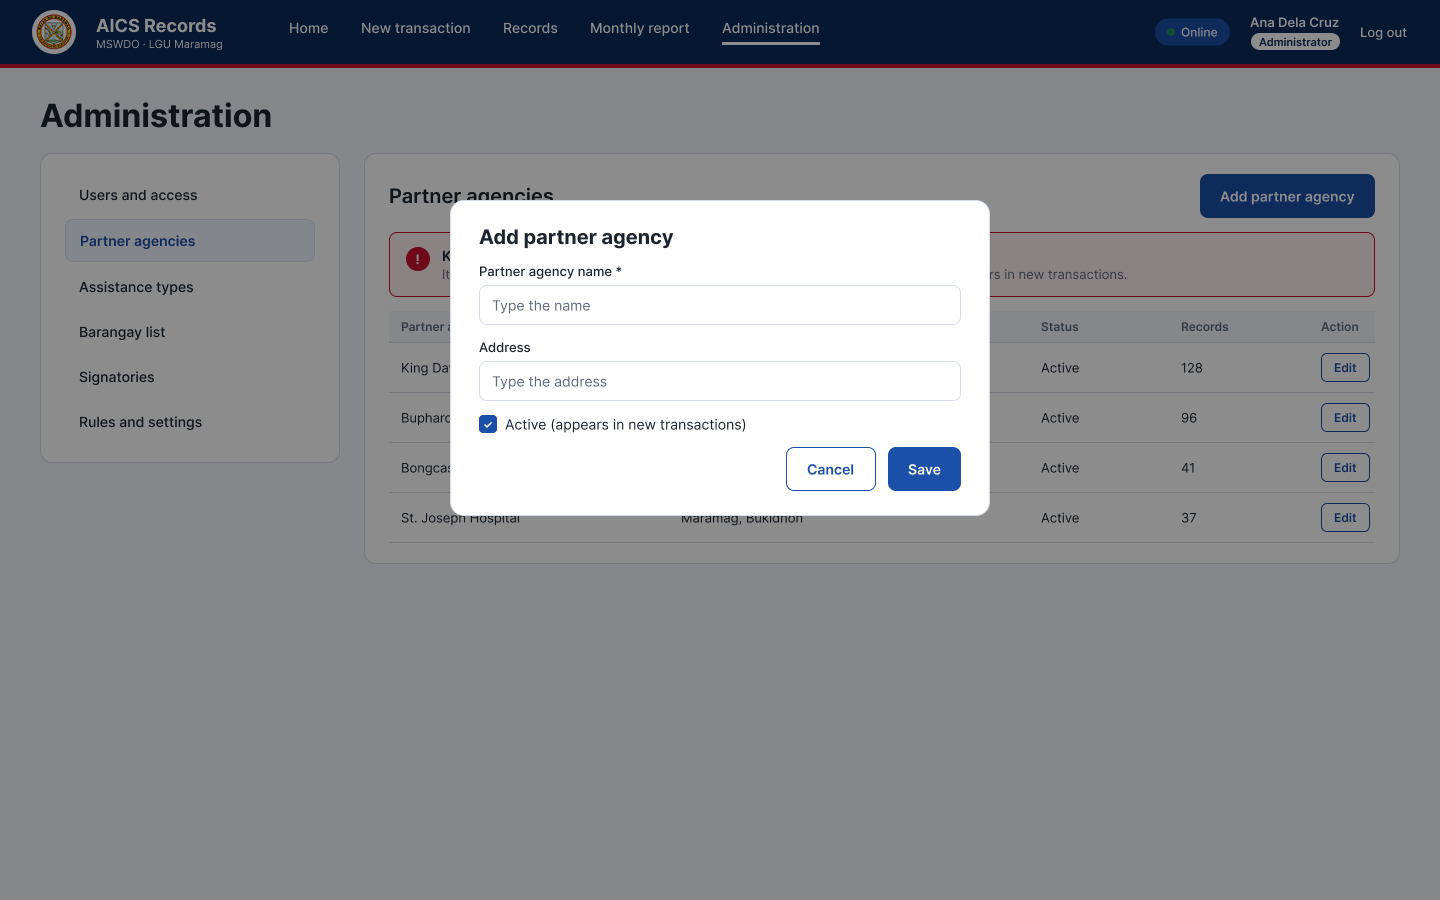 AICS Records
MSWDO · LGU Maramag
Home
New transaction
Records
Monthly report
Administration
Online
Ana Dela Cruz
Administrator
Log out
Administration
Users and access
Partner agencies
Assistance types
Barangay list
Signatories
Rules and settings
Partner agencies
Add partner agency
in new transactions.
Add partner agency
Partner agency name *
Type the name
Address
Type the address
Active (appears in new transactions)
Cancel
Save
Partner
Status
Records
Action
King
Active
128
Edit
Active
96
Edit
Active
41
Edit
St. Joseph Hospital
Maramag, Bukidnon
Active
37
Edit